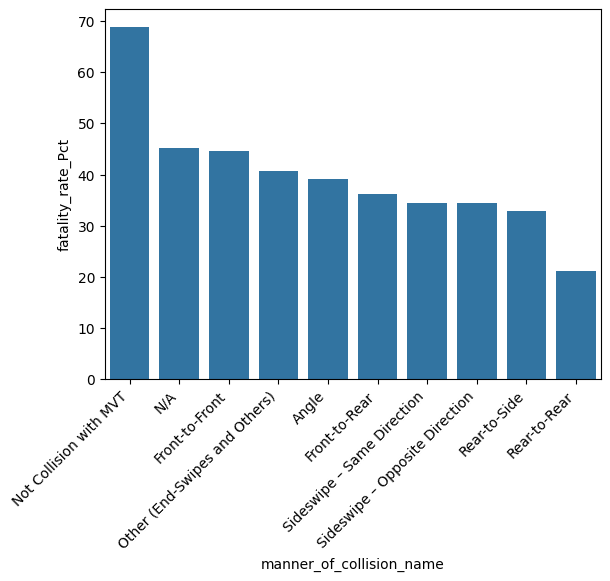 70
60
50
40
30
20
10
0
fatality_rate_Pct
Not Collision with MVT
N/A
Front-to-Front
Other (End-Swipes and Others)
Angle
Front-to-Rear
Sideswipe – Same Direction
Sideswipe – Opposite Direction
Rear-to-Side
Rear-to-Rear
manner_of_collision_name